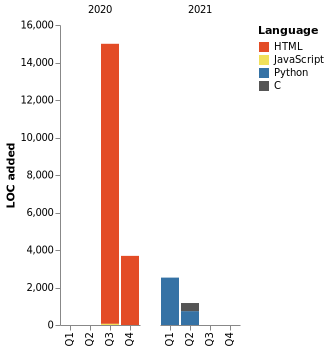 2020
2021
16,000
14,000
12,000
10,000
8,000
6,000
4,000
2,000
0
LOC added
Q1
Q2
Q3
Q4
Q1
Q2
Q3
Q4
Language
HTML
JavaScript
Python
C